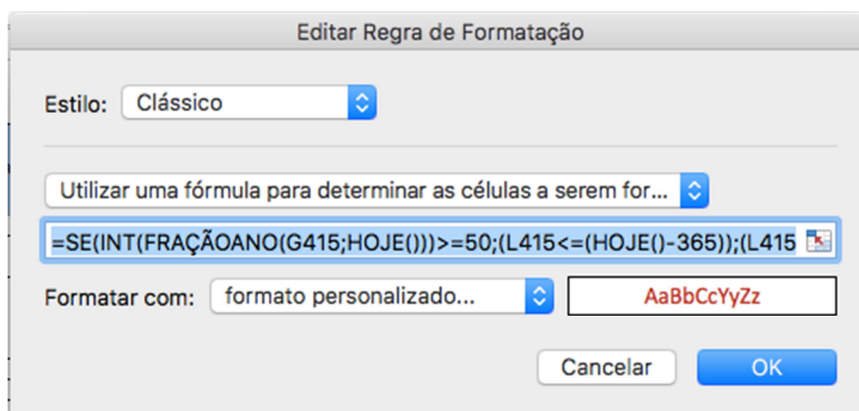 Editar Regra de Formatação
Estilo: Clássico
Utilizar uma fórmula para determinar as células a serem for...
=SE(INT(FRAÇÃOANO(G415;HOJE()))>=50;(L415<=(HOJE()-365));(L415
Formatar com: formato personalizado... AaBbCcYyZz
Cancelar OK